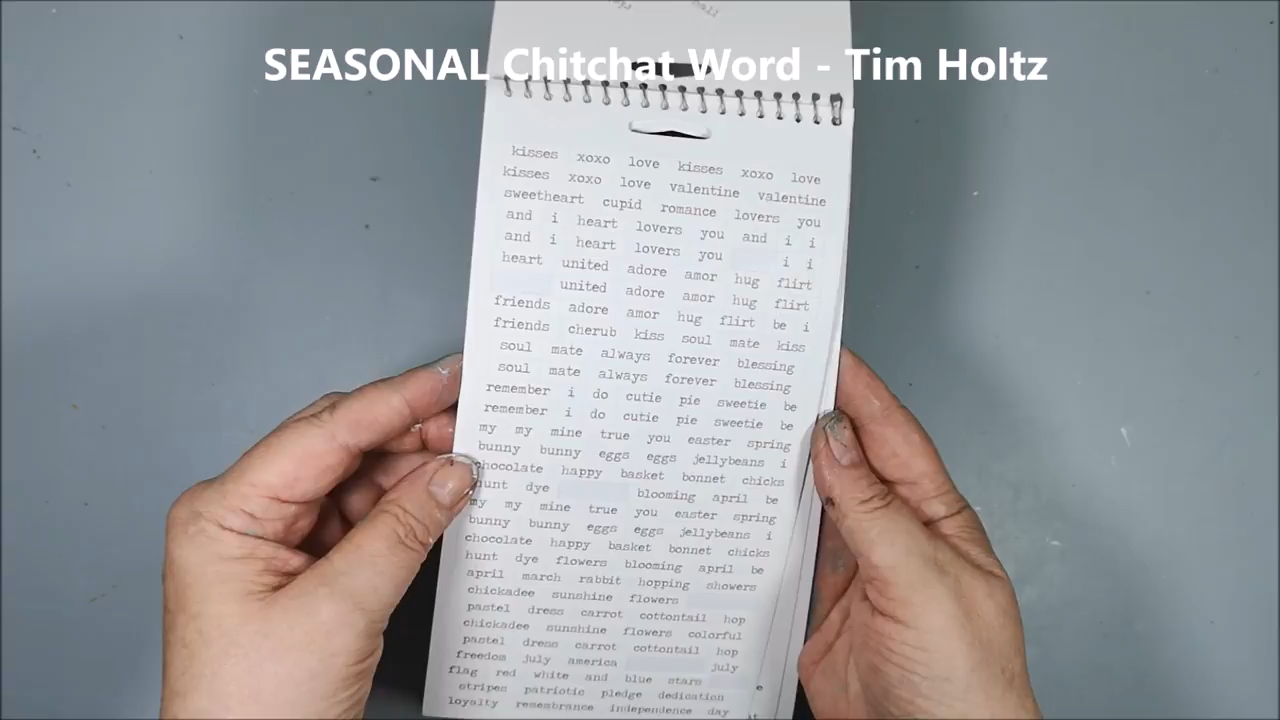 SEASONAL Chitchat Word - Tim Holtz
kisses xoxo love kisses xoxo love
kisses xoxo love valentine valentine
sweetheart cupid romance lovers you
and i heart lovers you and i i
and i heart lovers you i i
heart united adore amor hug flirt
united adore amor hug flirt
friends adore amor hug flirt be i
friends cherub kiss soul mate kiss
soul mate always forever blessing
soul mate always forever blessing
remember i do cutie pie sweetie be
remember i do cutie pie sweetie be
my my mine true you easter spring
bunny bunny eggs eggs jellybeans i
chocolate happy basket bonnet chicks
hunt dye blooming april be
my my mine true you easter spring
bunny bunny eggs eggs jellybeans i
chocolate happy basket bonnet chicks
hunt dye flowers blooming april be
april march rabbit hopping showers
chickadee sunshine flowers
pastel dress carrot cottontail hop
chickadee sunshine flowers colorful
pastel dress carrot cottontail hop
freedom july america july
flag red white and blue stars
stripes patriotic pledge dedication
loyalty remembrance independence day